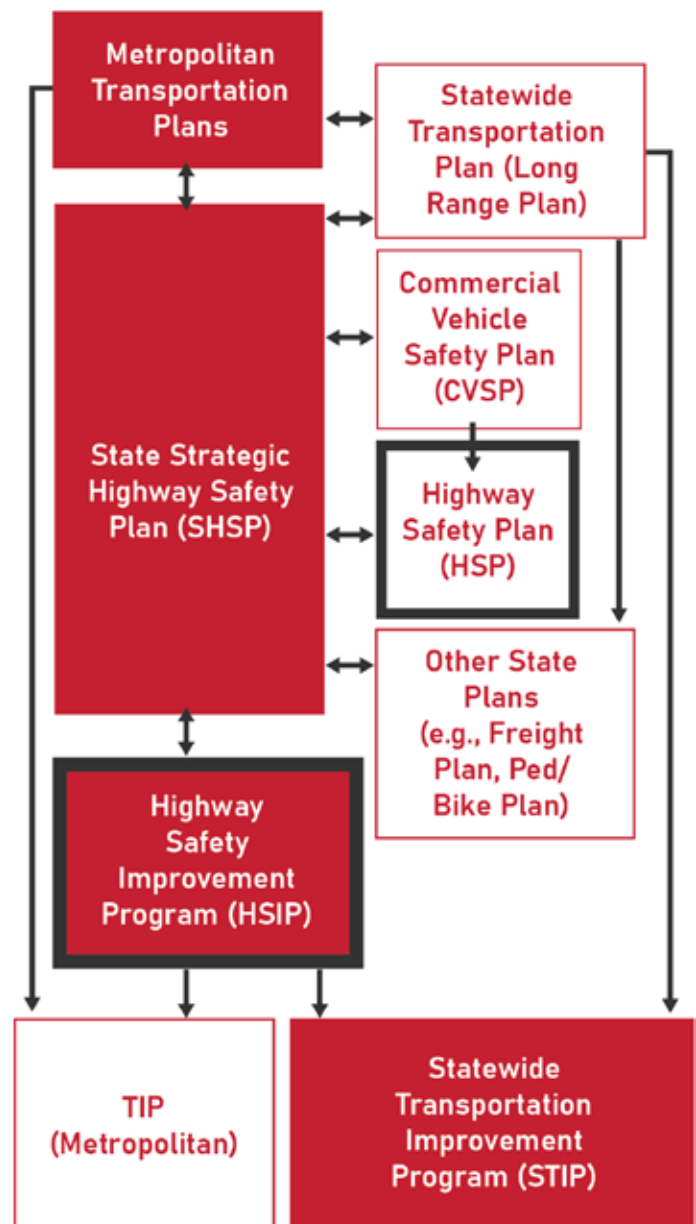 Metropolitan
Transportation
Plans
Statewide
Transportation
Plan (Long
Range Plan)
Commercial
Vehicle
Safety Plan
(CVSP)
State Strategic
Highway Safety
Plan (SHSP)
Highway
Safety Plan
(HSP)
Other State
Plans
(e.g., Freight
Plan, Ped/
Bike Plan)
Highway
Safety
Improvement
Program (HSIP)
TIP
(Metropolitan)
Statewide
Transportation
Improvement
Program (STIP)